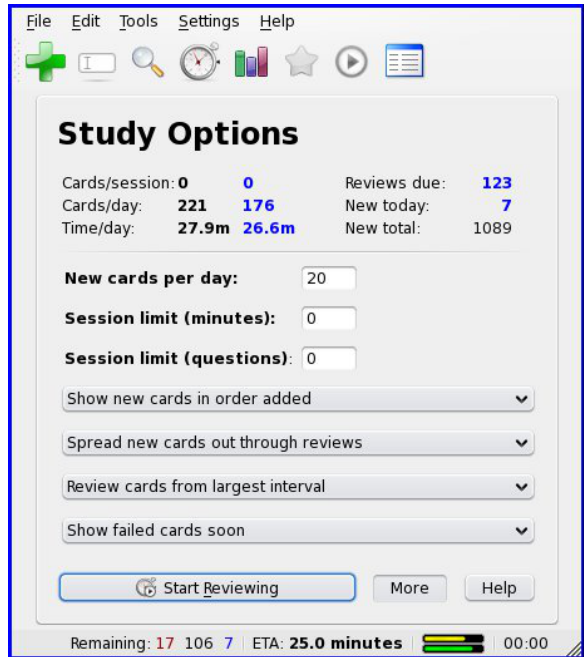 File Edit Tools Settings Help
Study Options
Cards/session: 0 0 Reviews due: 123
Cards/day: 221 176 New today: 7
Time/day: 27.9m 26.6m New total: 1089
New cards per day: 20
Session limit (minutes): 0
Session limit (questions): 0
Show new cards in order added
Spread new cards out through reviews
Review cards from largest interval
Show failed cards soon
Start Reviewing More Help
Remaining: 17 106 7 ETA: 25.0 minutes 00:00